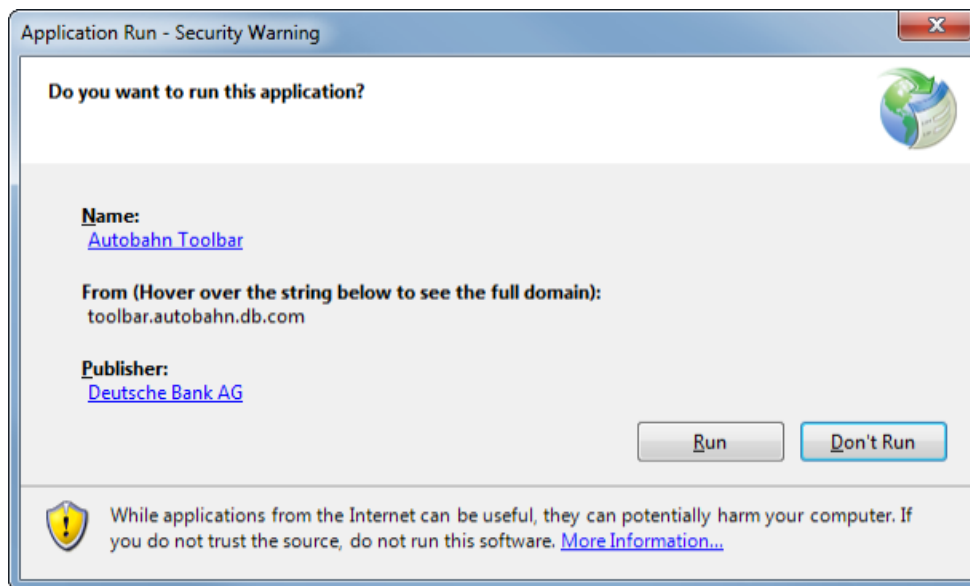 Application Run - Security Warning
Do you want to run this application?
Name:
Autobahn Toolbar
From (Hover over the string below to see the full domain):
toolbar.autobahn.db.com
Publisher:
Deutsche Bank AG
Run
Don't Run
While applications from the Internet can be useful, they can potentially harm your computer. If
you do not trust the source, do not run this software. More Information...